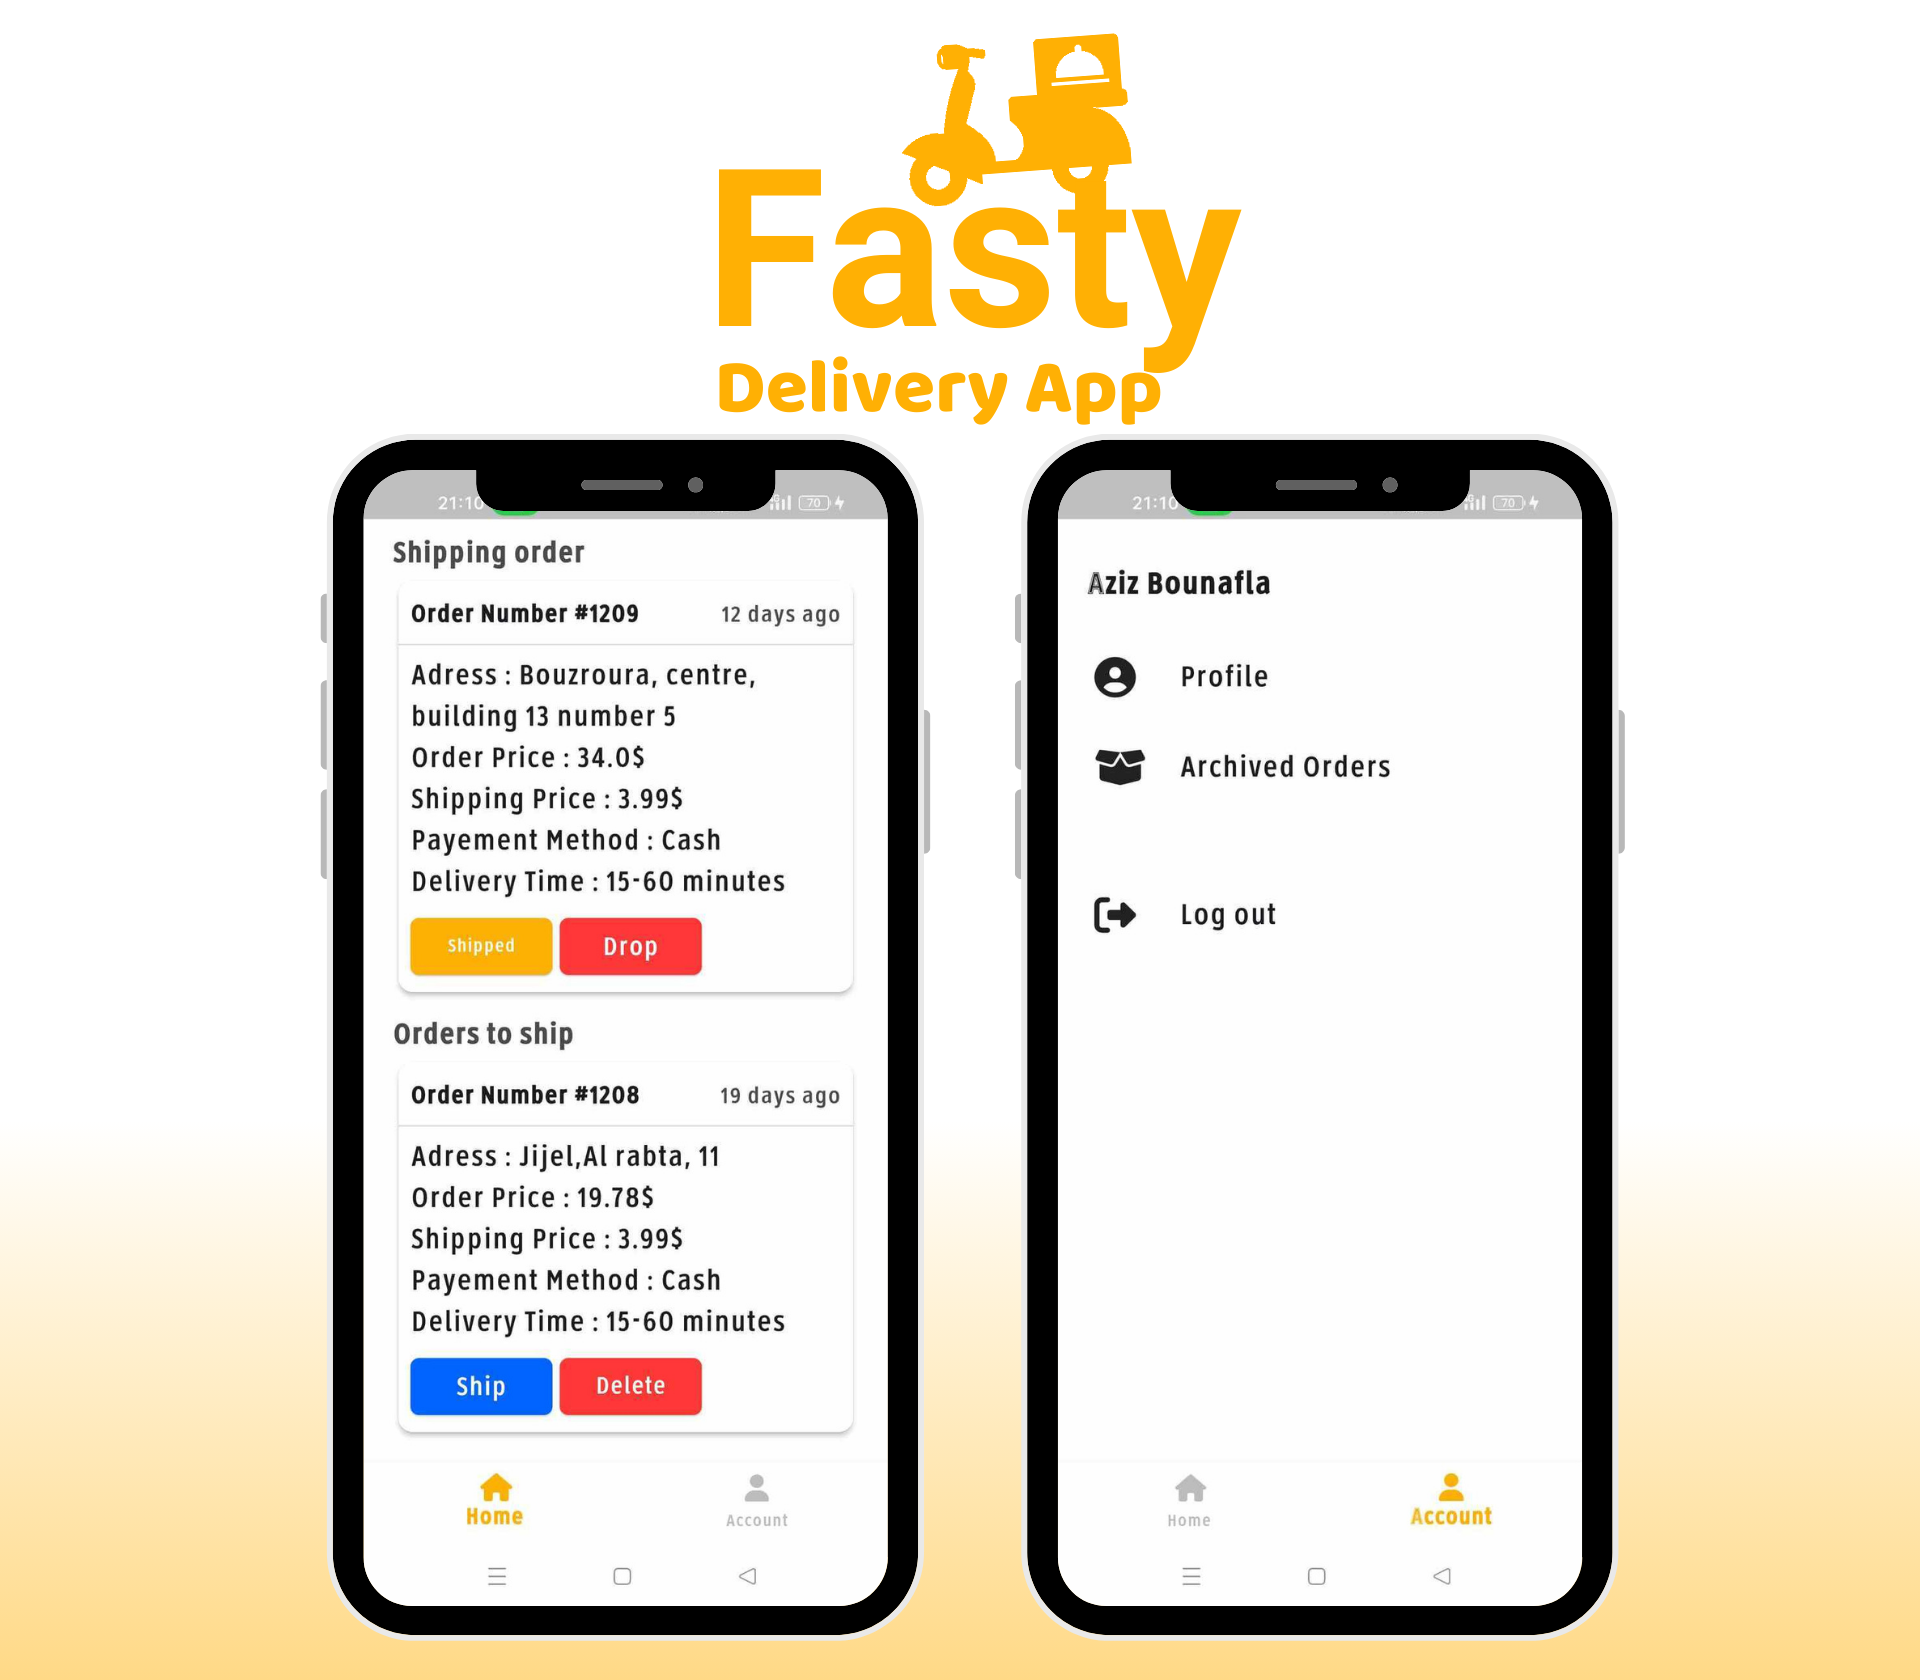 Fasty
Delivery App
21:10
70
Shipping order
Order Number #1209
12 days ago
Adress : Bouzroura, centre,
building 13 number 5
Order Price : 34.0$
Shipping Price : 3.99$
Payement Method : Cash
Delivery Time : 15-60 minutes
Shipped
Drop
Orders to ship
Order Number #1208
19 days ago
Adress : Jijel,Al rabta, 11
Order Price : 19.78$
Shipping Price : 3.99$
Payement Method : Cash
Delivery Time : 15-60 minutes
Ship
Delete
Home
Account
21:10
70
Aziz Bounafla
Profile
Archived Orders
Log out
Home
Account